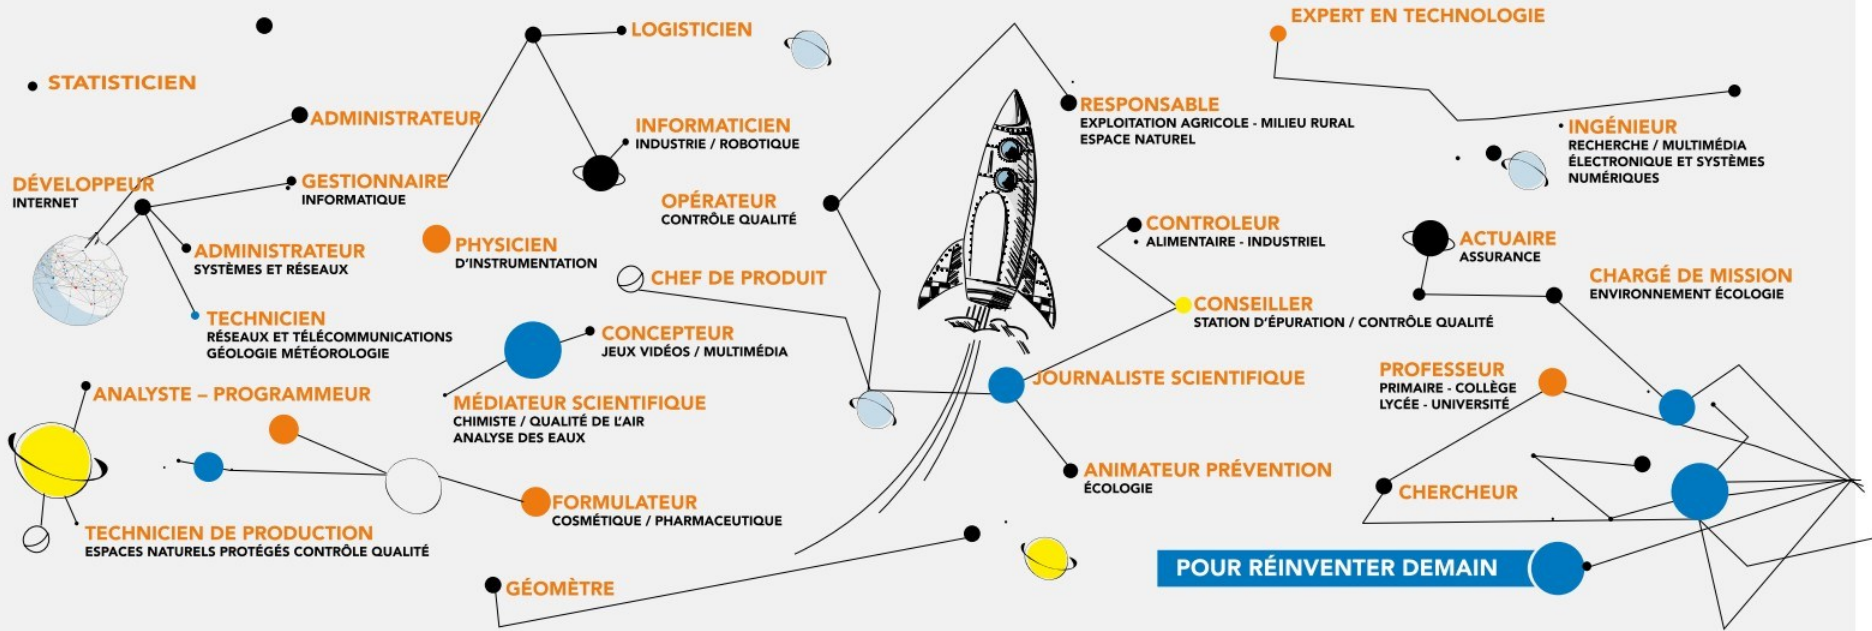 STATISTICIEN
ADMINISTRATEUR
DÉVELOPPEUR
INTERNET
GESTIONNAIRE
INFORMATIQUE
ADMINISTRATEUR
SYSTÈMES ET RÉSEAUX
TECHNICIEN
RÉSEAUX ET TÉLÉCOMMUNICATIONS
GÉOLOGIE MÉTÉOROLOGIE
ANALYSTE – PROGRAMMEUR
TECHNICIEN DE PRODUCTION
ESPACES NATURELS PROTÉGÉS CONTRÔLE QUALITÉ
LOGISTICIEN
INFORMATICIEN
INDUSTRIE / ROBOTIQUE
PHYSICIEN
D'INSTRUMENTATION
OPÉRATEUR
CONTRÔLE QUALITÉ
CHEF DE PRODUIT
CONCEPTEUR
JEUX VIDÉOS / MULTIMÉDIA
MÉDIATEUR SCIENTIFIQUE
CHIMISTE / QUALITÉ DE L'AIR
ANALYSE DES EAUX
FORMULATEUR
COSMÉTIQUE / PHARMACEUTIQUE
GÉOMÈTRE
RESPONSABLE
EXPLOITATION AGRICOLE - MILIEU RURAL
ESPACE NATUREL
CONTROLEUR
ALIMENTAIRE - INDUSTRIEL
CONSEILLER
STATION D'ÉPURATION / CONTRÔLE QUALITÉ
JOURNALISTE SCIENTIFIQUE
ANIMATEUR PRÉVENTION
ÉCOLOGIE
EXPERT EN TECHNOLOGIE
INGÉNIEUR
RECHERCHE / MULTIMÉDIA
ÉLECTRONIQUE ET SYSTÈMES
NUMÉRIQUES
ACTUAIRE
ASSURANCE
CHARGÉ DE MISSION
ENVIRONNEMENT ÉCOLOGIE
PROFESSEUR
PRIMAIRE - COLLÈGE
LYCÉE - UNIVERSITÉ
CHERCHEUR
POUR RÉINVENTER DEMAIN